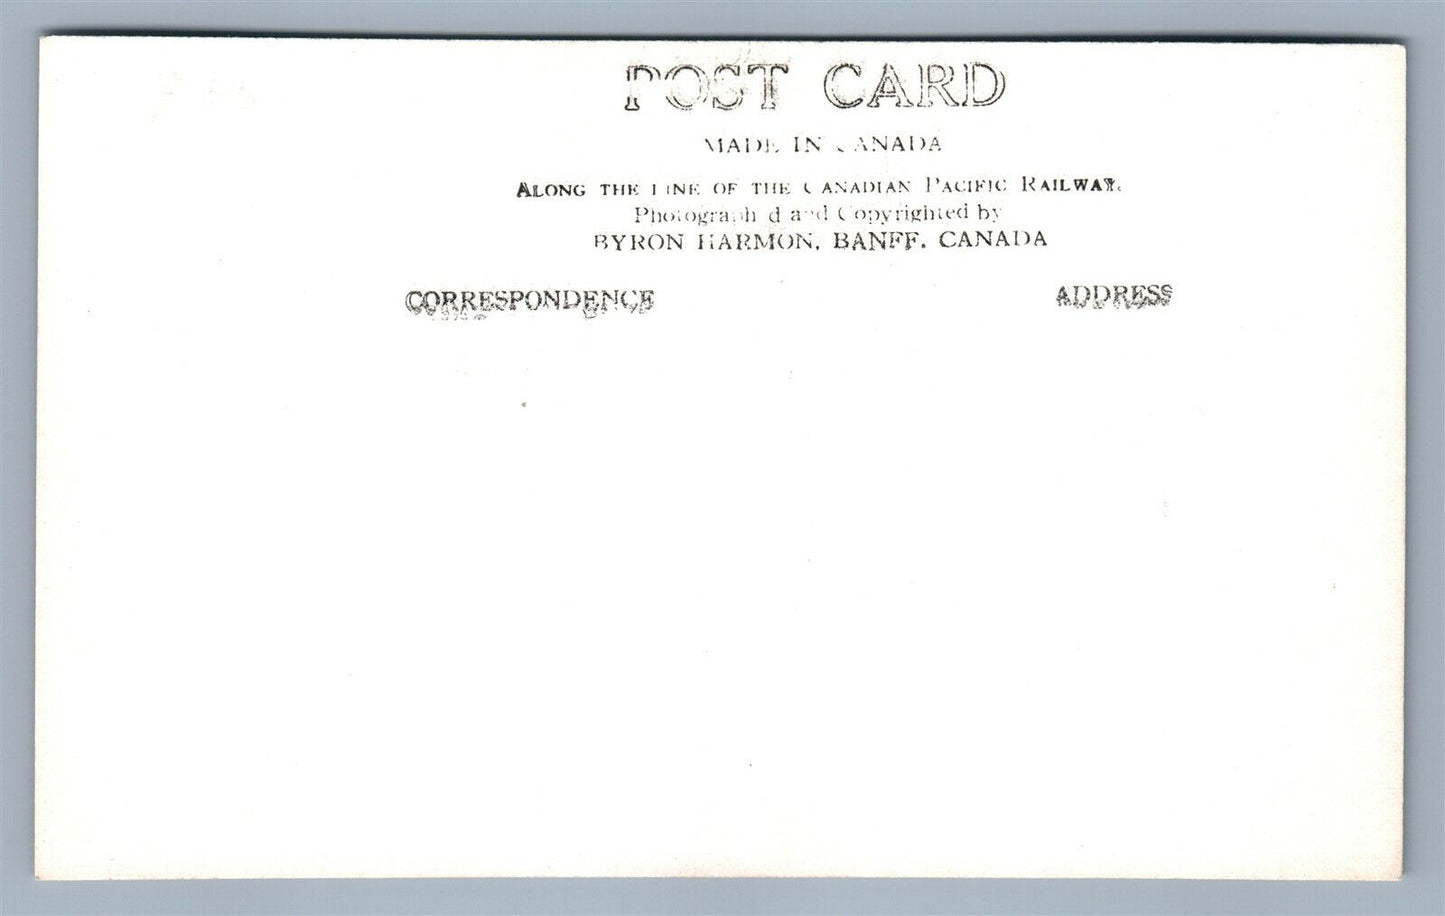 POST CARD
MADE IN CANADA
ALONG THE LINE OF THE CANADIAN PACIFIC RAILWAY.
Photographed and Copyrighted by
BYRON HARMON, BANFF, CANADA
CORRESPONDENCE ADDRESS